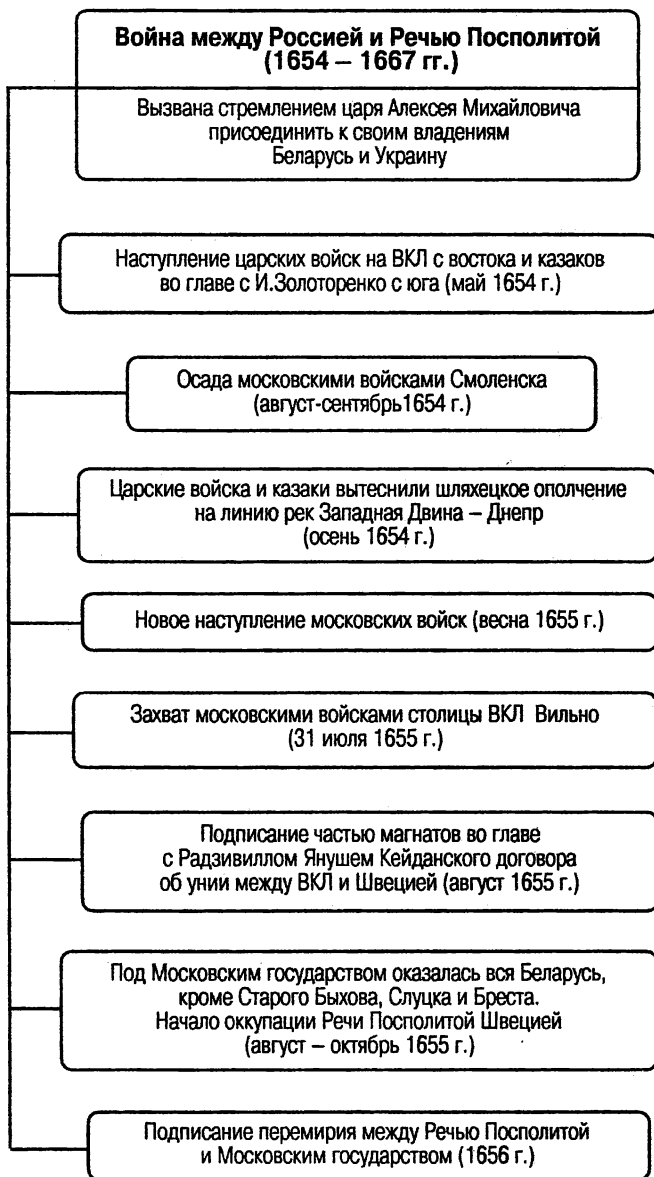 Война между Россией и Речью Посполитой
(1654 – 1667 гг.)
Вызвана стремлением царя Алексея Михайловича
присоединить к своим владениям
Беларусь и Украину
Наступление царских войск на ВКЛ с востока и казаков
во главе с И.Золоторенко с юга (май 1654 г.)
Осада московскими войсками Смоленска
(август-сентябрь1654 г.)
Царские войска и казаки вытеснили шляхецкое ополчение
на линию рек Западная Двина – Днепр
(осень 1654 г.)
Новое наступление московских войск (весна 1655 г.)
Захват московскими войсками столицы ВКЛ Вильно
(31 июля 1655 г.)
Подписание частью магнатов во главе
с Радзивиллом Янушем Кейданского договора
об унии между ВКЛ и Швецией (август 1655 г.)
Под Московским государством оказалась вся Беларусь,
кроме Старого Быхова, Слуцка и Бреста.
Начало оккупации Речи Посполитой Швецией
(август – октябрь 1655 г.)
Подписание перемирия между Речью Посполитой
и Московским государством (1656 г.)